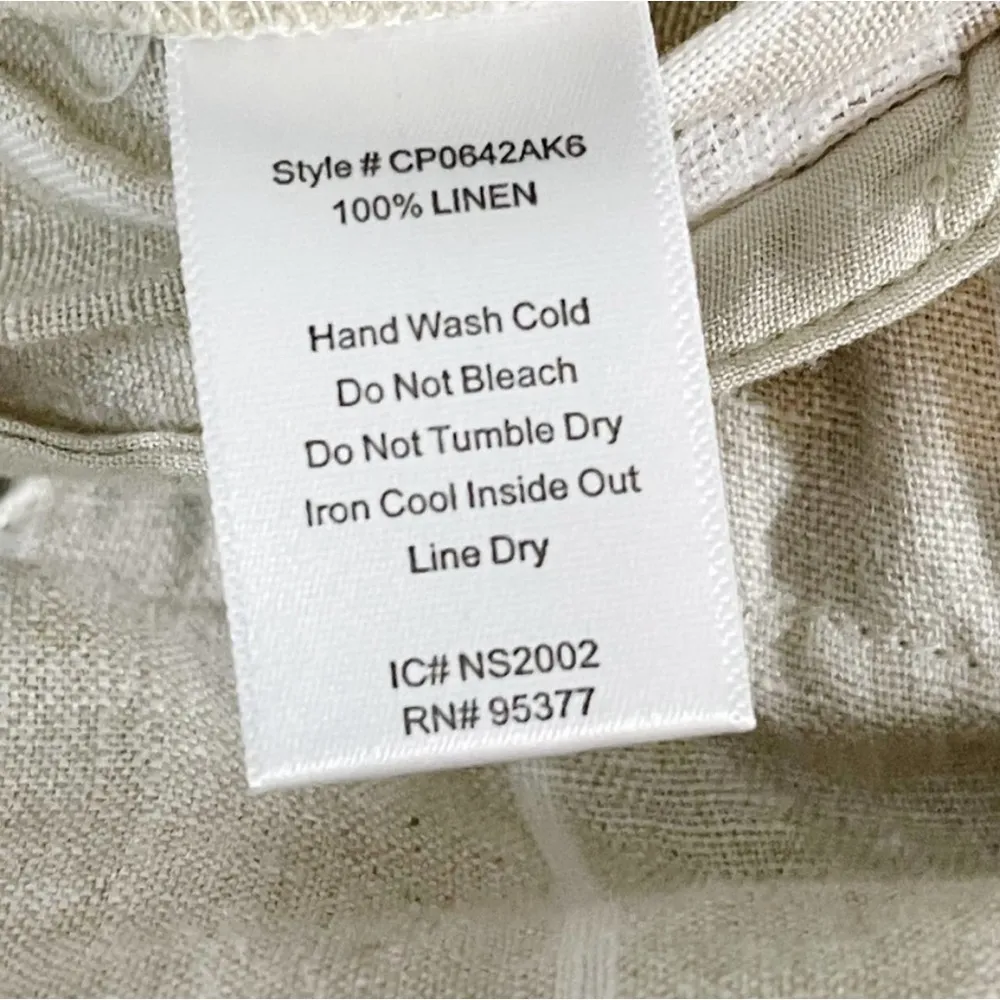 Style # CP0642AK6
100% LINEN
Hand Wash Cold
Do Not Bleach
Do Not Tumble Dry
Iron Cool Inside Out
Line Dry
IC# NS2002
RN# 95377